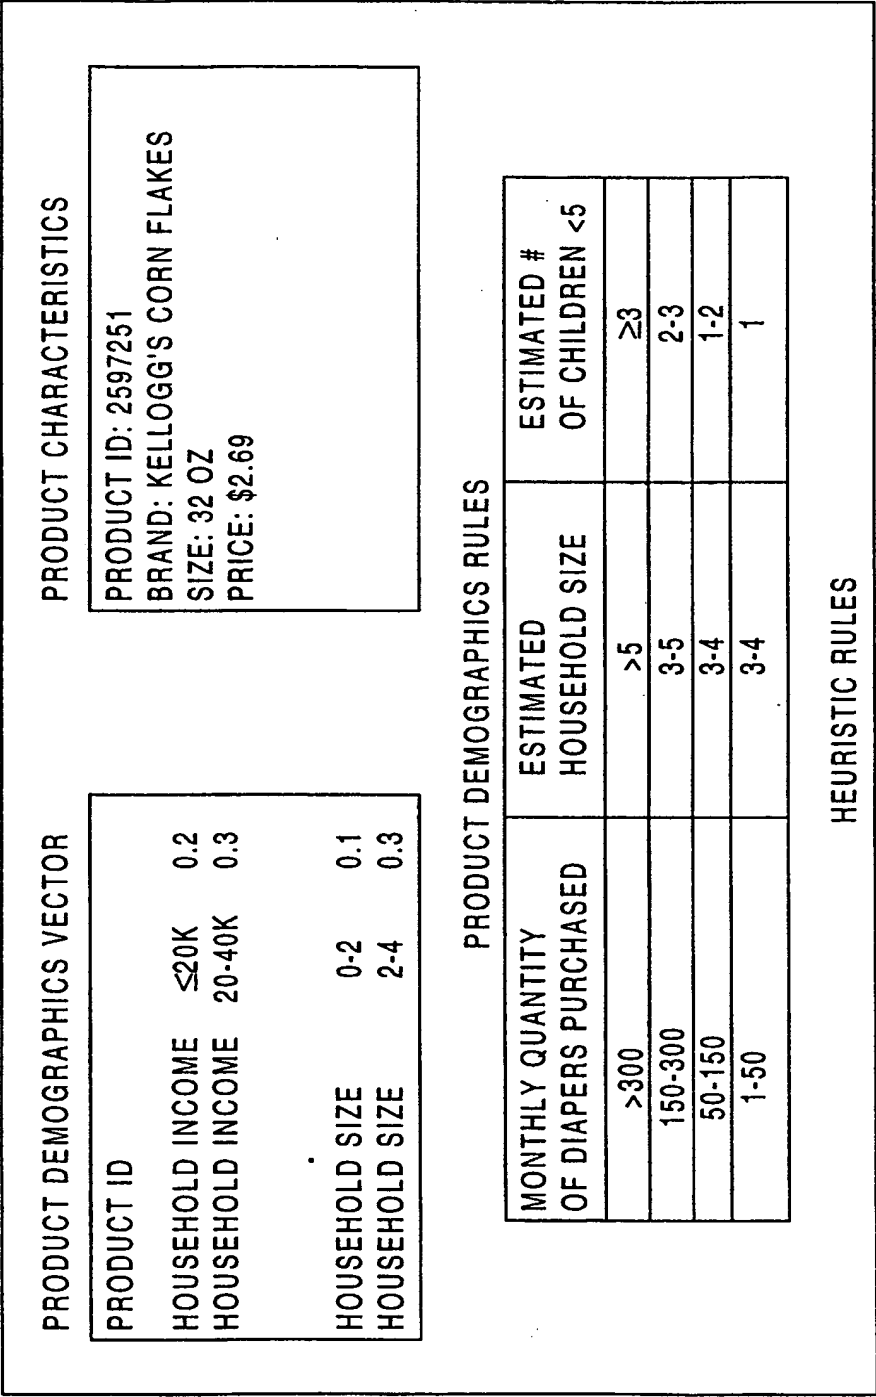 PRODUCT DEMOGRAPHICS VECTOR
PRODUCT ID
HOUSEHOLD INCOME ≤20K 0.2
HOUSEHOLD INCOME 20-40K 0.3
HOUSEHOLD SIZE 0-2 0.1
HOUSEHOLD SIZE 2-4 0.3
PRODUCT CHARACTERISTICS
PRODUCT ID: 2597251
BRAND: KELLOGG'S CORN FLAKES
SIZE: 32 OZ
PRICE: $2.69
PRODUCT DEMOGRAPHICS RULES
MONTHLY QUANTITY
OF DIAPERS PURCHASED
ESTIMATED
HOUSEHOLD SIZE
ESTIMATED #
OF CHILDREN <5
>300 >5 ≥3
150-300 3-5 2-3
50-150 3-4 1-2
1-50 3-4 1
HEURISTIC RULES